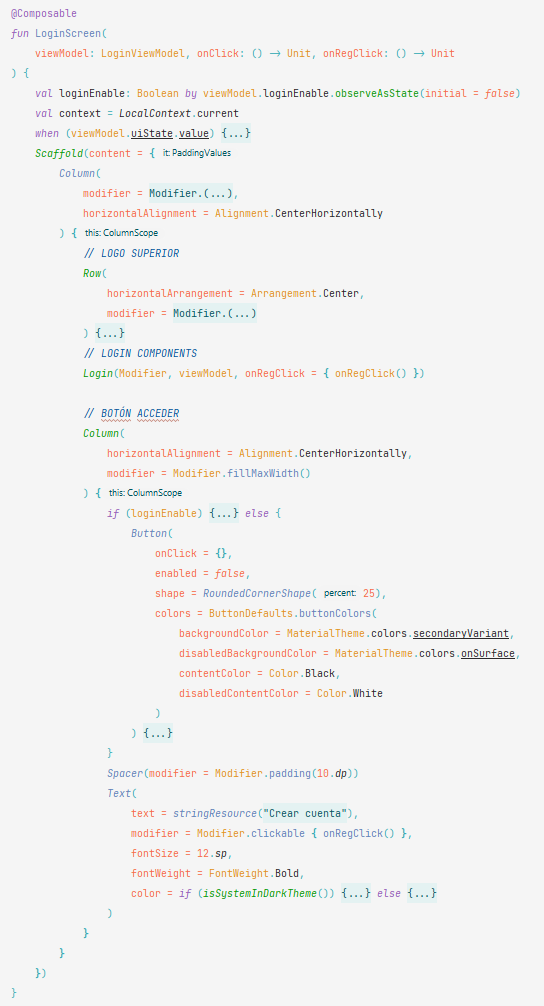 @Composable
fun LoginScreen(
    viewModel: LoginViewModel, onClick: () -> Unit, onRegClick: () -> Unit
) {
    val loginEnable: Boolean by viewModel.loginEnable.observeAsState(initial = false)
    val context = LocalContext.current
    when (viewModel.uiState.value) {...}
    Scaffold(content = { it: PaddingValues
        Column(
            modifier = Modifier.(...),
            horizontalAlignment = Alignment.CenterHorizontally
        ) { this: ColumnScope
            // LOGO SUPERIOR
            Row(
                horizontalArrangement = Arrangement.Center,
                modifier = Modifier.(...)
            ) {...}
            // LOGIN COMPONENTS
            Login(Modifier, viewModel, onRegClick = { onRegClick() })
            // BOTÓN ACCEDER
            Column(
                horizontalAlignment = Alignment.CenterHorizontally,
                modifier = Modifier.fillMaxWidth()
            ) { this: ColumnScope
                if (loginEnable) {...} else {
                    Button(
                        onClick = {},
                        enabled = false,
                        shape = RoundedCornerShape( percent: 25),
                        colors = ButtonDefaults.buttonColors(
                            backgroundColor = MaterialTheme.colors.secondaryVariant,
                            disabledBackgroundColor = MaterialTheme.colors.onSurface,
                            contentColor = Color.Black,
                            disabledContentColor = Color.White
                        )
                    ) {...}
                }
                Spacer(modifier = Modifier.padding(10.dp))
                Text(
                    text = stringResource("Crear cuenta"),
                    modifier = Modifier.clickable { onRegClick() },
                    fontSize = 12.sp,
                    fontWeight = FontWeight.Bold,
                    color = if (isSystemInDarkTheme()) {...} else {...}
                )
            }
        }
    })
}